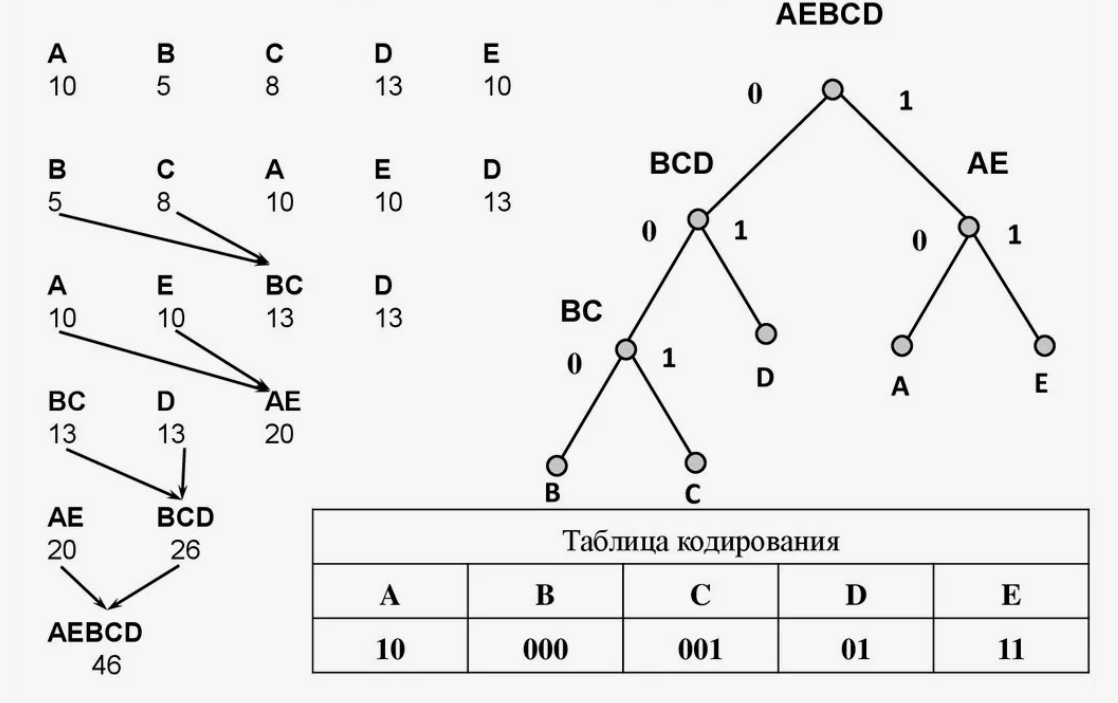 A B C D E
10 5 8 13 10
B C A E D
5 8 10 10 13
A E BC D
10 10 13 13
BC D AE
13 13 20
AE BCD
20 26
AEBCD
46
AEBCD
0 1
BCD AE
0 1 0 1
BC
0 1
D A E
B C
Таблица кодирования
A B C D E
10 000 001 01 11